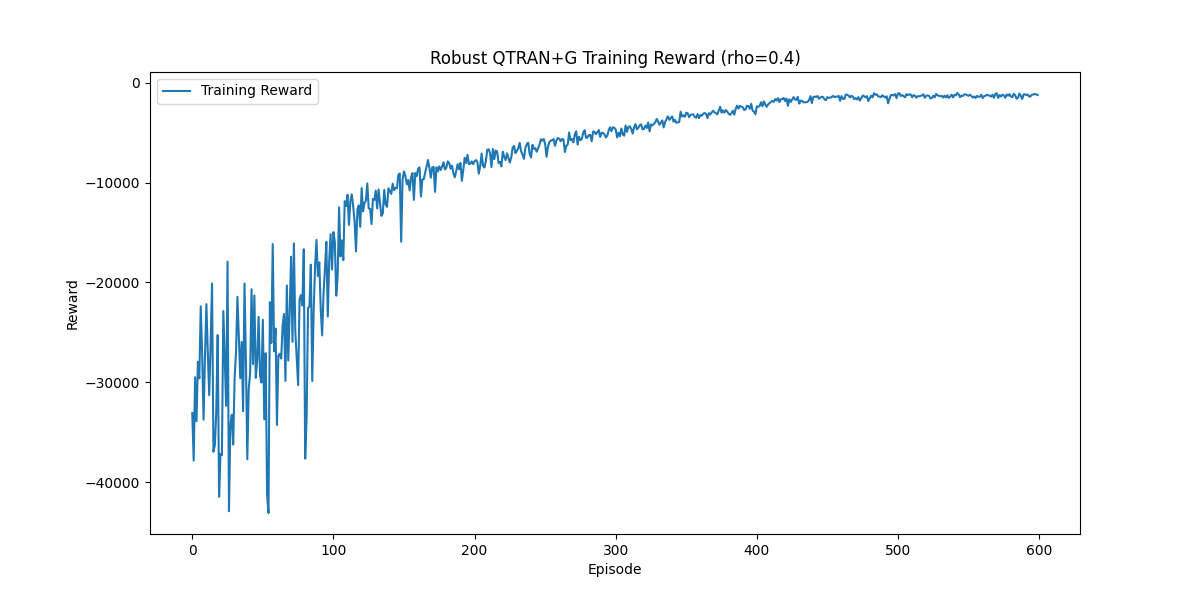 Robust QTRAN+G Training Reward (rho=0.4)
Training Reward
0
−10000
−20000
−30000
−40000
Reward
0 100 200 300 400 500 600
Episode